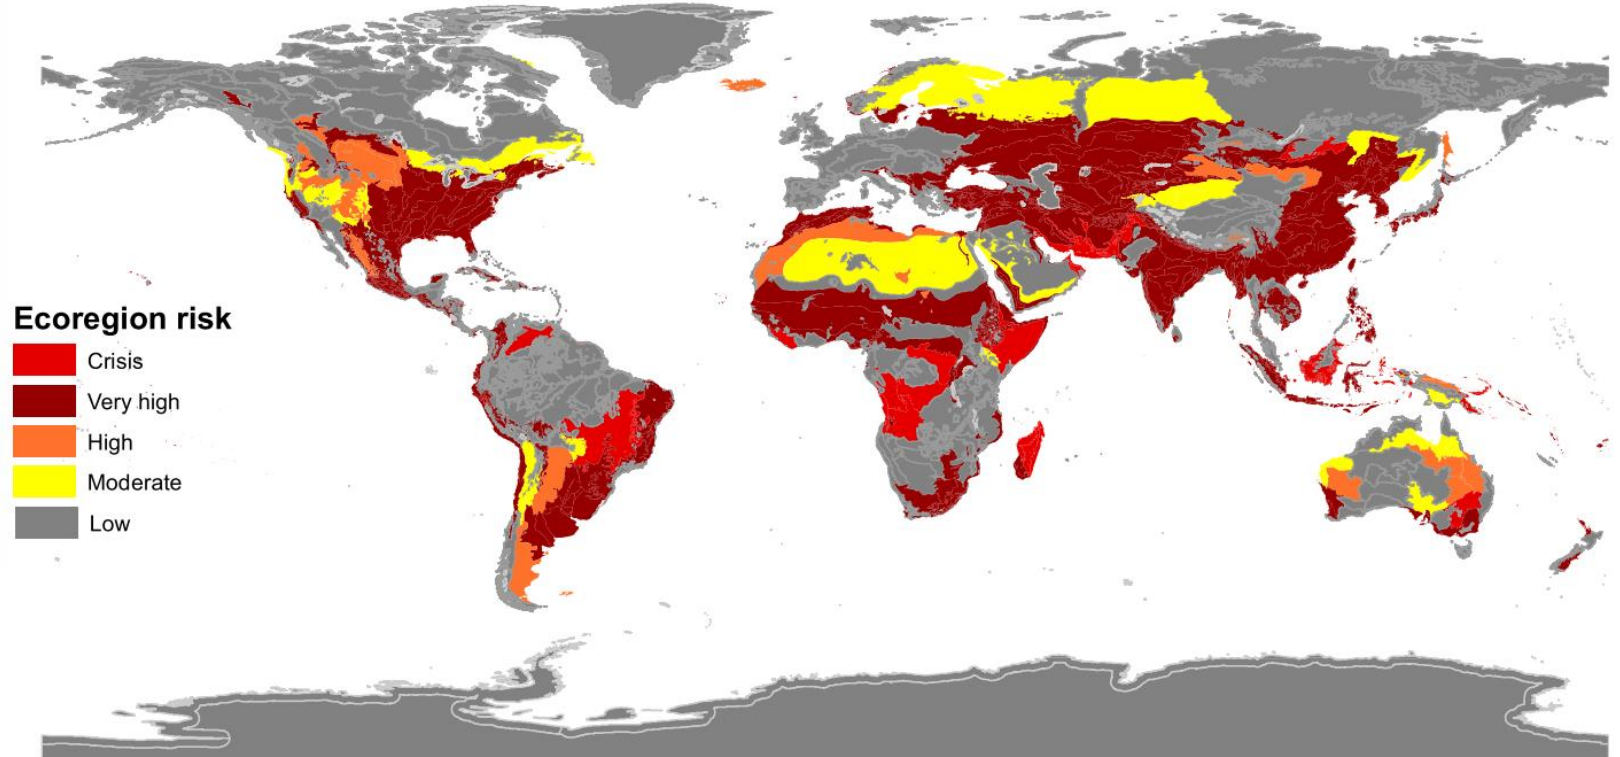 Ecoregion risk
Crisis
Very high
High
Moderate
Low